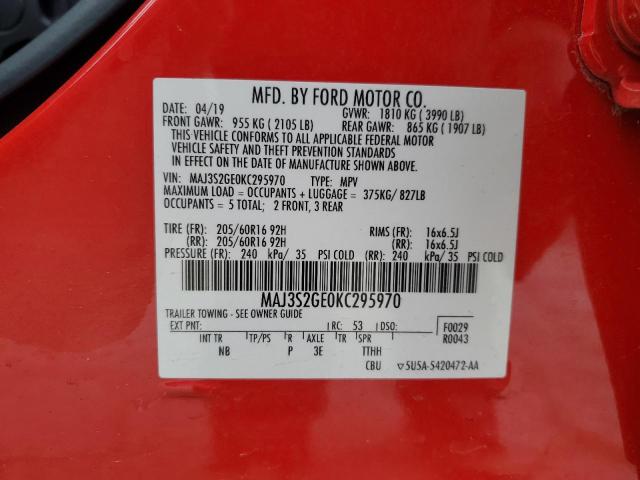 MFD. BY FORD MOTOR CO.
DATE: 04/19 GVWR: 1810 KG ( 3990 LB)
FRONT GAWR: 955 KG ( 2105 LB) REAR GAWR: 865 KG ( 1907 LB)
THIS VEHICLE CONFORMS TO ALL APPLICABLE FEDERAL MOTOR
VEHICLE SAFETY AND THEFT PREVENTION STANDARDS
IN EFFECT ON THE DATE OF MANUFACTURE SHOWN ABOVE.
VIN: MAJ3S2GE0KC295970 TYPE: MPV
MAXIMUM LOAD = OCCUPANTS + LUGGAGE = 375KG/ 827LB
OCCUPANTS = 5 TOTAL; 2 FRONT, 3 REAR
TIRE (FR): 205/60R16 92H RIMS (FR): 16x6.5J
(RR): 205/60R16 92H (RR): 16x6.5J
PRESSURE (FR): 240 kPa/ 35 PSI COLD (RR): 240 kPa/ 35 PSI COLD
MAJ3S2GE0KC295970
TRAILER TOWING - SEE OWNER GUIDE
EXT PNT: RC: 53 DSO: F0029
INT TR TP/PS R AXLE TR SPR R0043
NB P 3E TTHH
CBU ▽5U5A-5420472-AA